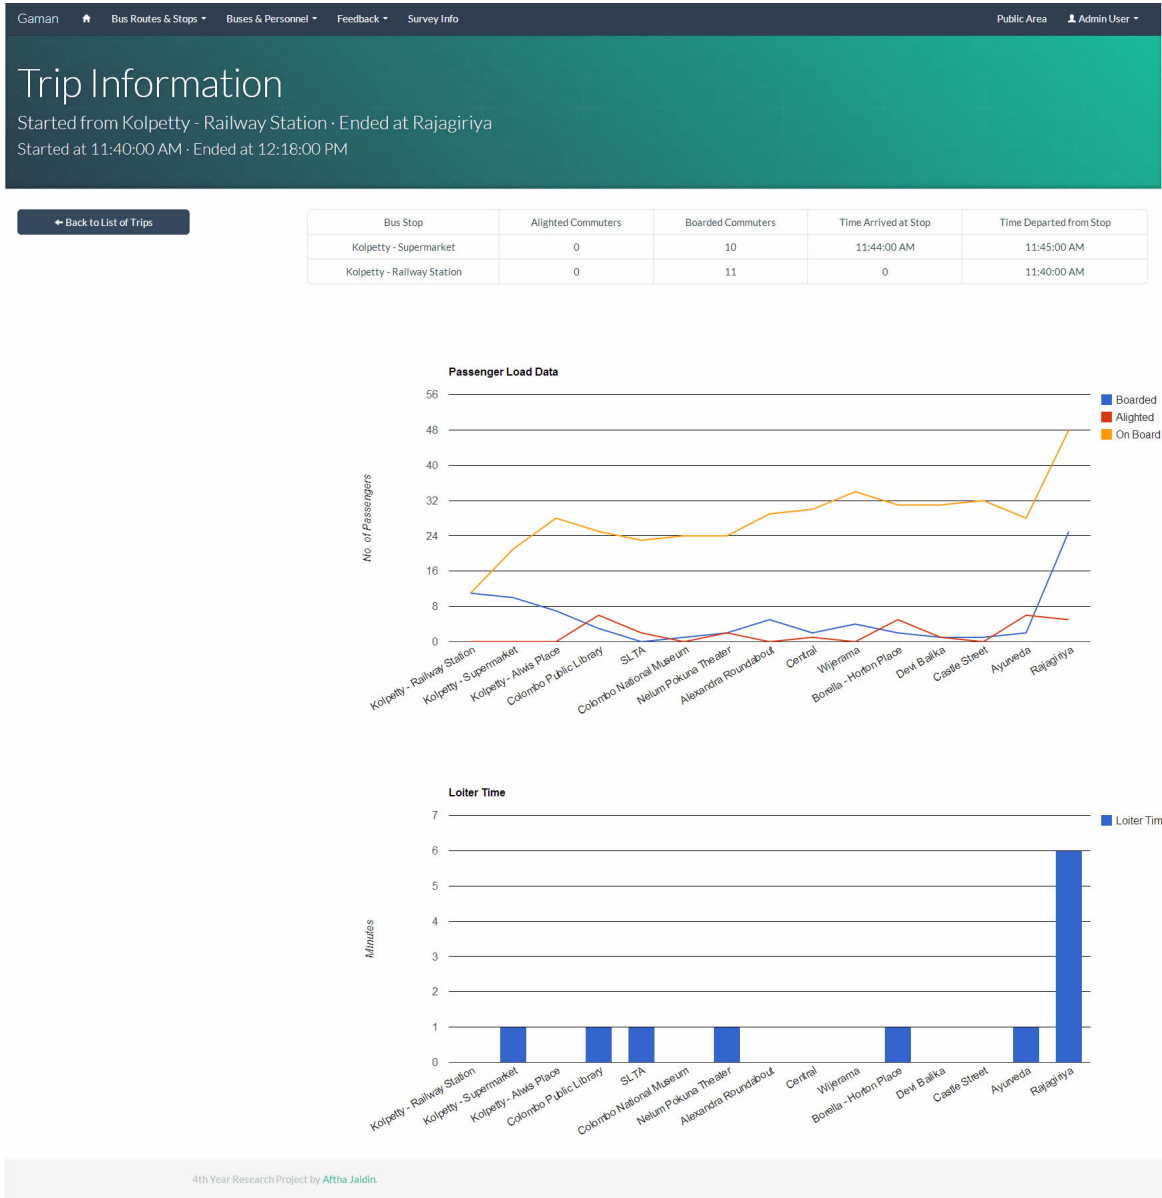 Gaman Bus Routes & Stops Buses & Personnel Feedback Survey Info Public Area Admin User
Trip Information
Started from Kolpetty - Railway Station · Ended at Rajagiriya
Started at 11:40:00 AM · Ended at 12:18:00 PM
Back to List of Trips
Bus Stop Alighted Commuters Boarded Commuters Time Arrived at Stop Time Departed from Stop
Kolpetty - Supermarket 0 10 11:44:00 AM 11:45:00 AM
Kolpetty - Railway Station 0 11 0 11:40:00 AM
Passenger Load Data
56
48
40
32
24
16
8
0
No. of Passengers
Boarded
Alighted
On Board
Kolpetty - Railway Station
Kolpetty - Supermarket
Kolpetty - Alwis Place
Colombo Public Library
SLTA
Colombo National Museum
Nelum Pokuna Theater
Alexandra Roundabout
Central
Wijerama
Borella - Horton Place
Devi Balika
Castle Street
Ayurveda
Rajagiriya
Loiter Time
7
6
5
4
3
2
1
0
Minutes
Loiter Tim
Kolpetty - Railway Station
Kolpetty - Supermarket
Kolpetty - Alwis Place
Colombo Public Library
SLTA
Colombo National Museum
Nelum Pokuna Theater
Alexandra Roundabout
Central
Wijerama
Borella - Horton Place
Devi Balika
Castle Street
Ayurveda
Rajagiriya
4th Year Research Project by Aftha Jaldin.